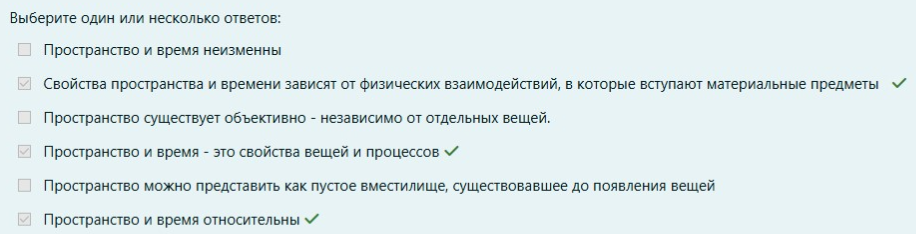 Выберите один или несколько ответов:
Пространство и время неизменны
Свойства пространства и времени зависят от физических взаимодействий, в которые вступают материальные предметы
Пространство существует объективно - независимо от отдельных вещей.
Пространство и время - это свойства вещей и процессов
Пространство можно представить как пустое вместилище, существовавшее до появления вещей
Пространство и время относительны